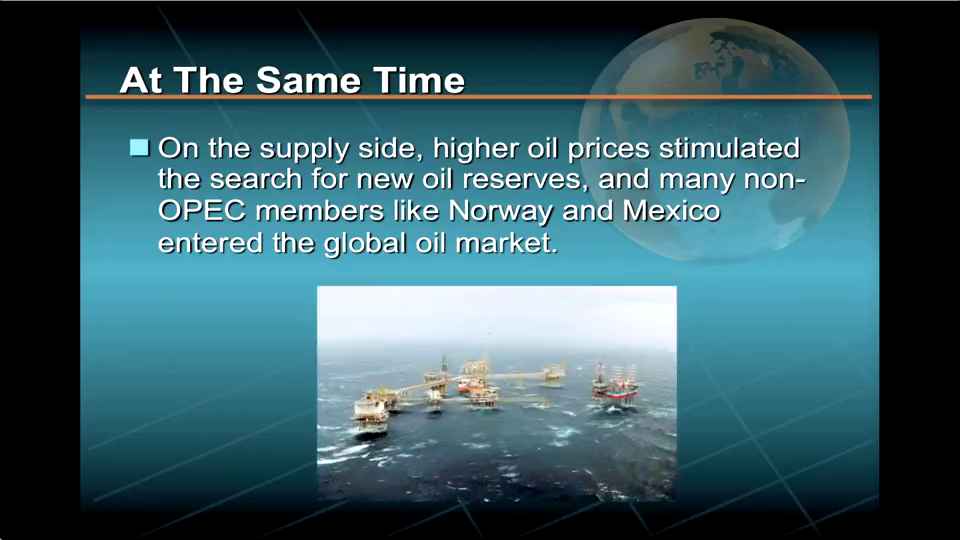 At The Same Time
On the supply side, higher oil prices stimulated
the search for new oil reserves, and many non-
OPEC members like Norway and Mexico
entered the global oil market.